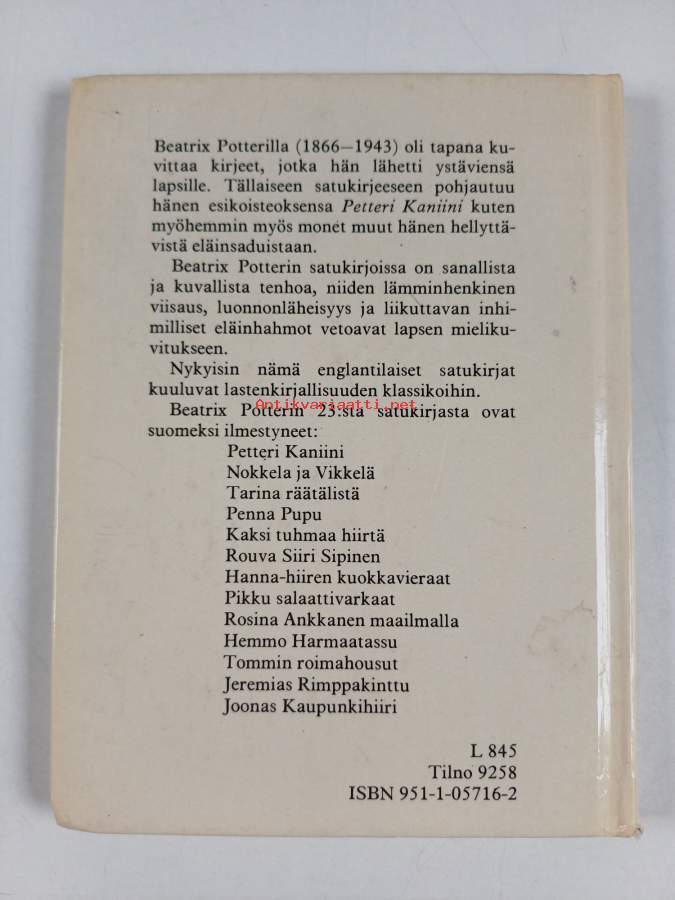 Beatrix Potterilla (1866—1943) oli tapana ku-
vittaa kirjeet, jotka hän lähetti ystäviensä
lapsille. Tällaiseen satukirjeeseen pohjautuu
hänen esikoisteoksensa Petteri Kaniini kuten
myöhemmin myös monet muut hänen hellyttä-
vistä eläinsaduistaan.
Beatrix Potterin satukirjoissa on sanallista
ja kuvallista tenhoa, niiden lämminhenkinen
viisaus, luonnonläheisyys ja liikuttavan inhi-
milliset eläinhahmot vetoavat lapsen mieliku-
vitukseen.
Nykyisin nämä englantilaiset satukirjat
kuuluvat lastenkirjallisuuden klassikoihin.
Antikvariaatti.net
Beatrix Potterin 23:sta satukirjasta ovat
suomeksi ilmestyneet:
Petteri Kaniini
Nokkela ja Vikkelä
Tarina räätälistä
Penna Pupu
Kaksi tuhmaa hiirtä
Rouva Siiri Sipinen
Hanna-hiiren kuokkavieraat
Pikku salaattivarkaat
Rosina Ankkanen maailmalla
Hemmo Harmaatassu
Tommin roimahousut
Jeremias Rimppakinttu
Joonas Kaupunkihiiri
L 845
Tilno 9258
ISBN 951-1-05716-2